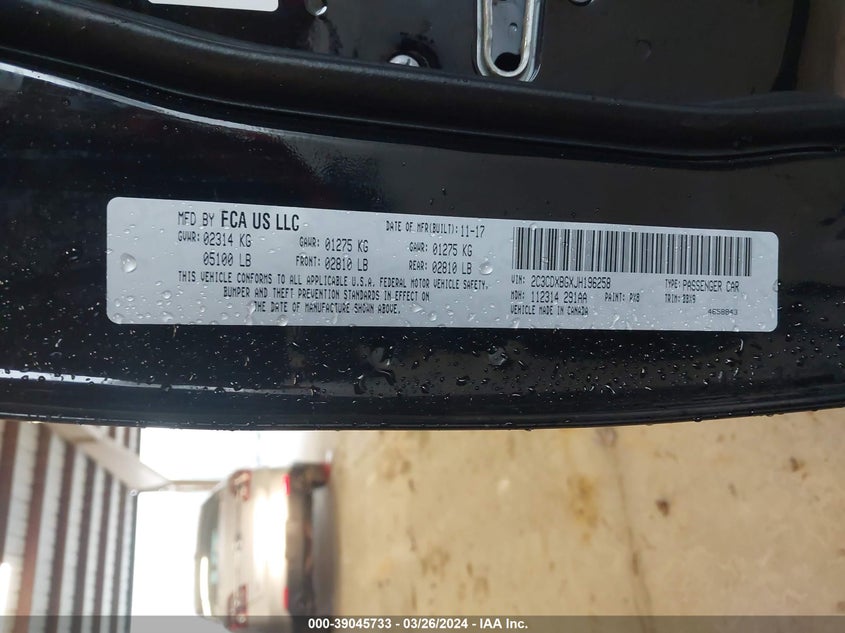 MFD BY FCA US LLC
DATE OF MFR(BUILT): 11-17
GVWR: 02314 KG GAWR: 01275 KG GAWR: 01275 KG
05100 LB FRONT: 02810 LB REAR: 02810 LB
THIS VEHICLE CONFORMS TO ALL APPLICABLE U.S.A. FEDERAL MOTOR VEHICLE SAFETY,
BUMPER AND THEFT PREVENTION STANDARDS IN EFFECT ON
THE DATE OF MANUFACTURE SHOWN ABOVE.
VIN: 2C3CDXBGXJH196258 TYPE: PASSENGER CAR
MDH: 112314 281AA PAINT: PX8 TRIM: BBX9
VEHICLE MADE IN CANADA 4658843
000-39045733 - 03/26/2024 - IAA Inc.